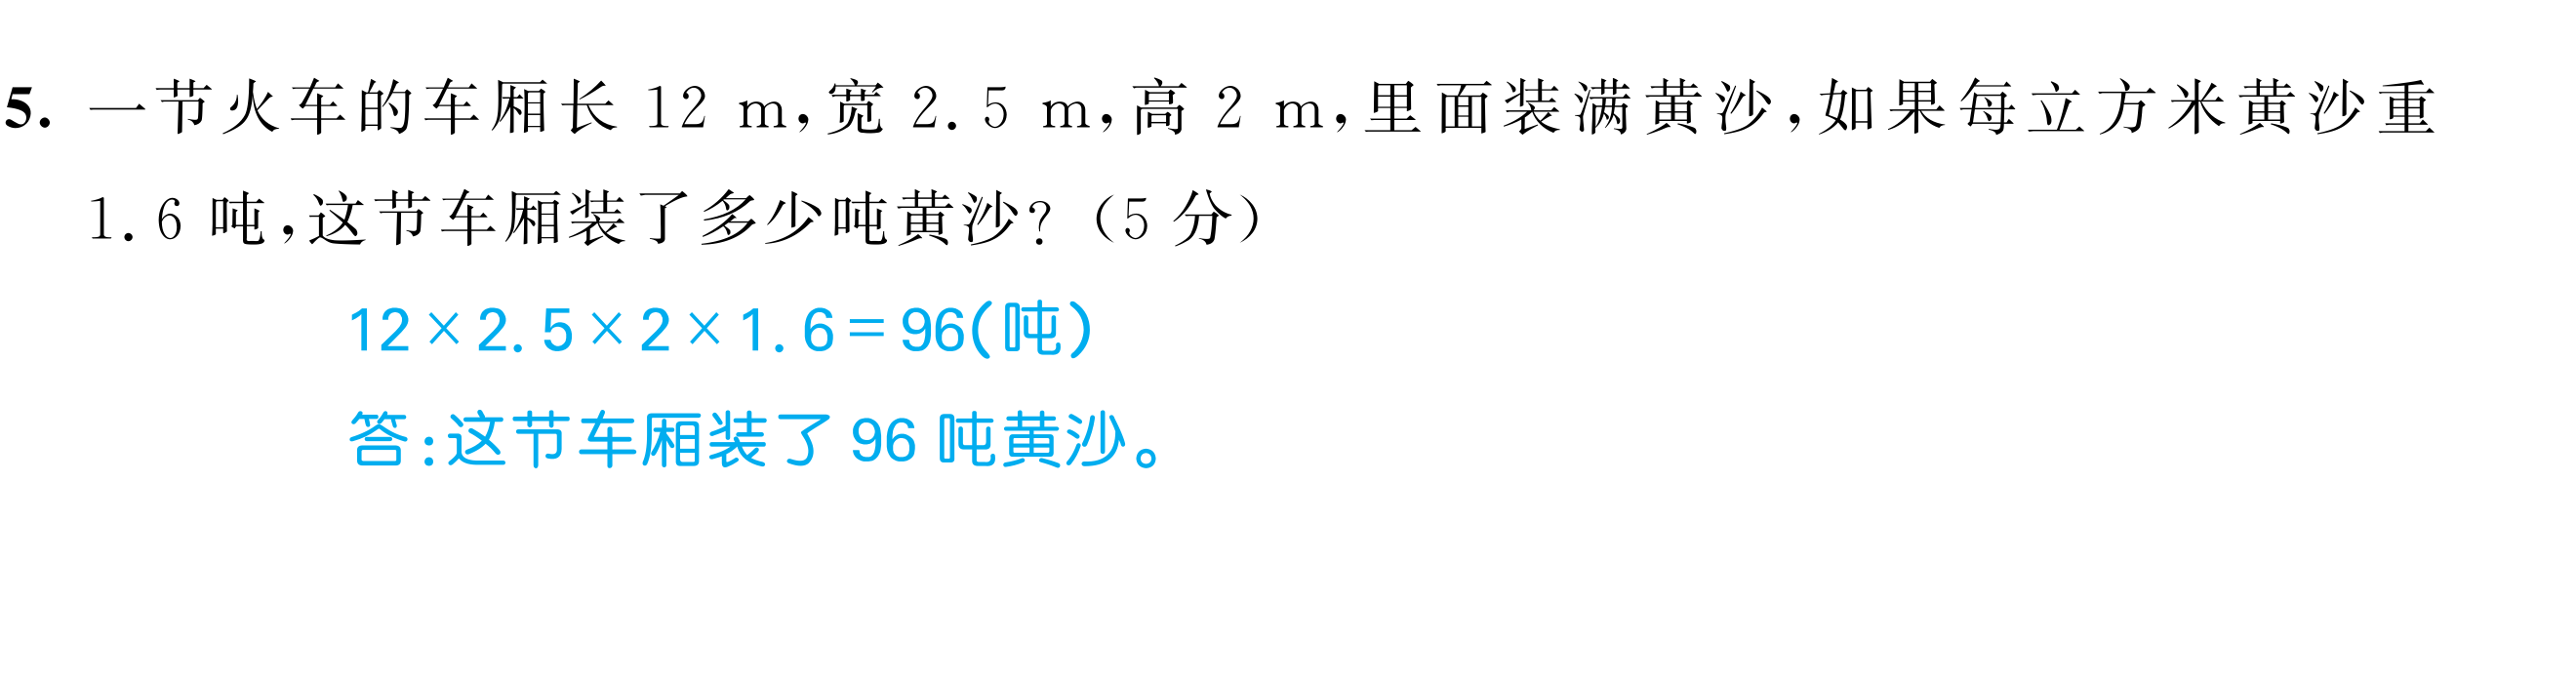 5. 一节火车的车厢长 12 m,宽 2.5 m,高 2 m,里面装满黄沙,如果每立方米黄沙重
1.6 吨,这节车厢装了多少吨黄沙?(5 分)
12×2.5×2×1.6=96(吨)
答:这节车厢装了 96 吨黄沙。